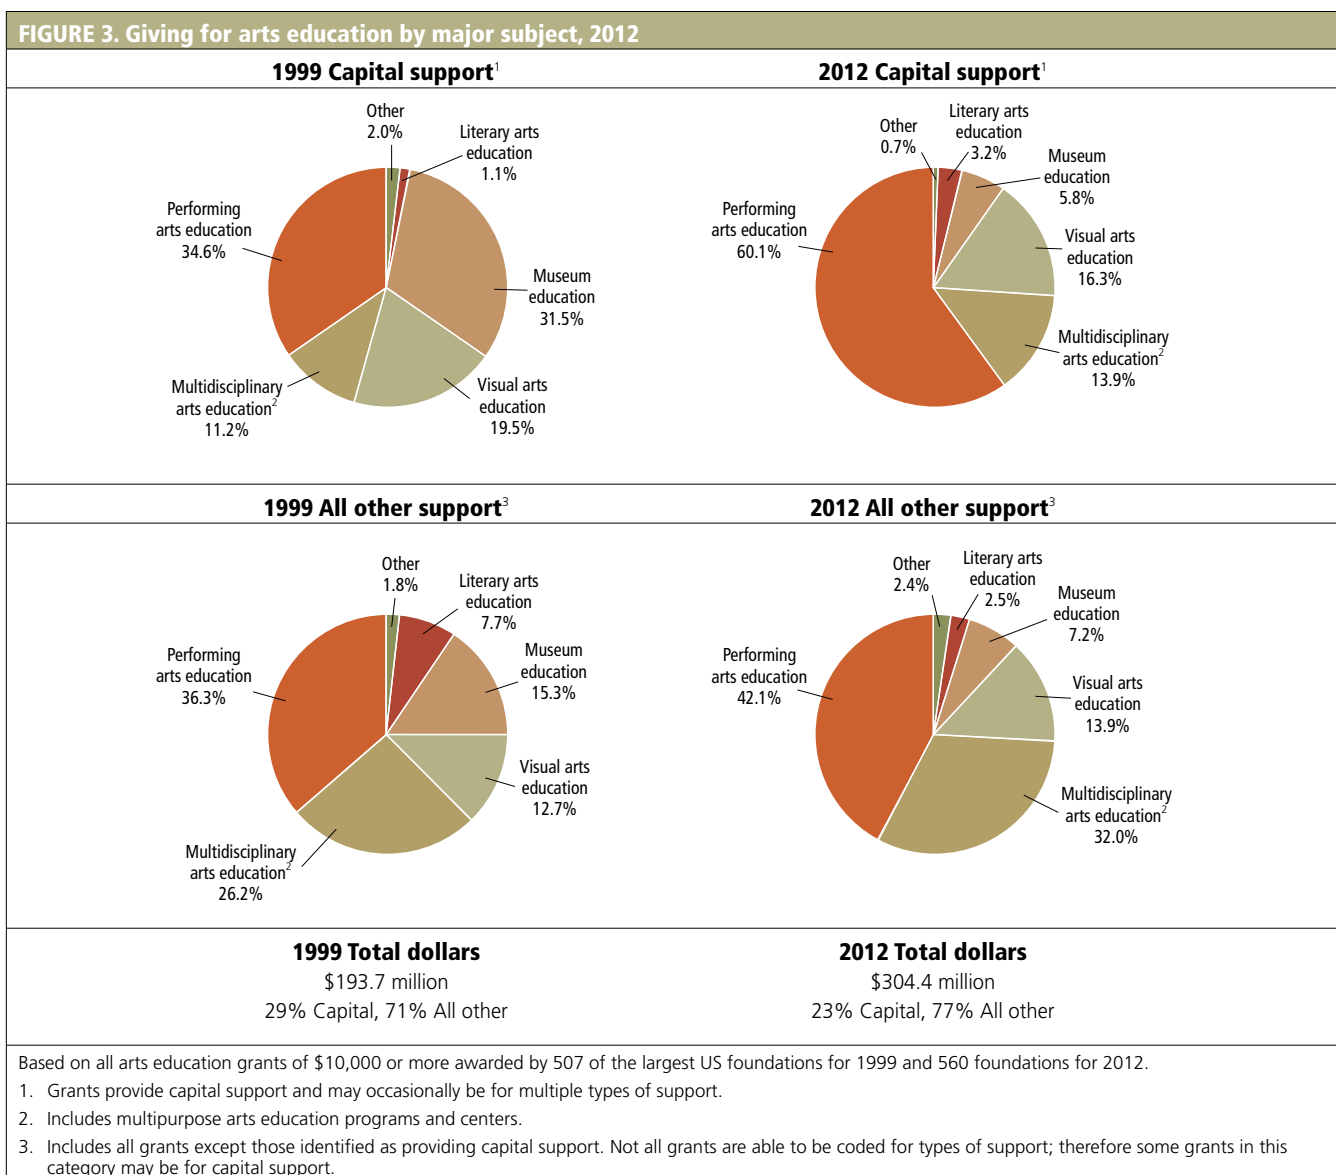 FIGURE 3. Giving for arts education by major subject, 2012
1999 Capital support1
2012 Capital support1
Other
2.0%
Literary arts
education
1.1%
Museum
education
31.5%
Visual arts
education
19.5%
Multidisciplinary
arts education2
11.2%
Performing
arts education
34.6%
Other
0.7%
Literary arts
education
3.2%
Museum
education
5.8%
Visual arts
education
16.3%
Multidisciplinary
arts education2
13.9%
Performing
arts education
60.1%
1999 All other support3
2012 All other support3
Other
1.8%
Literary arts
education
7.7%
Museum
education
15.3%
Visual arts
education
12.7%
Multidisciplinary
arts education2
26.2%
Performing
arts education
36.3%
Other
2.4%
Literary arts
education
2.5%
Museum
education
7.2%
Visual arts
education
13.9%
Multidisciplinary
arts education2
32.0%
Performing
arts education
42.1%
1999 Total dollars
$193.7 million
29% Capital, 71% All other
2012 Total dollars
$304.4 million
23% Capital, 77% All other
Based on all arts education grants of $10,000 or more awarded by 507 of the largest US foundations for 1999 and 560 foundations for 2012.
1. Grants provide capital support and may occasionally be for multiple types of support.
2. Includes multipurpose arts education programs and centers.
3. Includes all grants except those identified as providing capital support. Not all grants are able to be coded for types of support; therefore some grants in this
category may be for capital support.